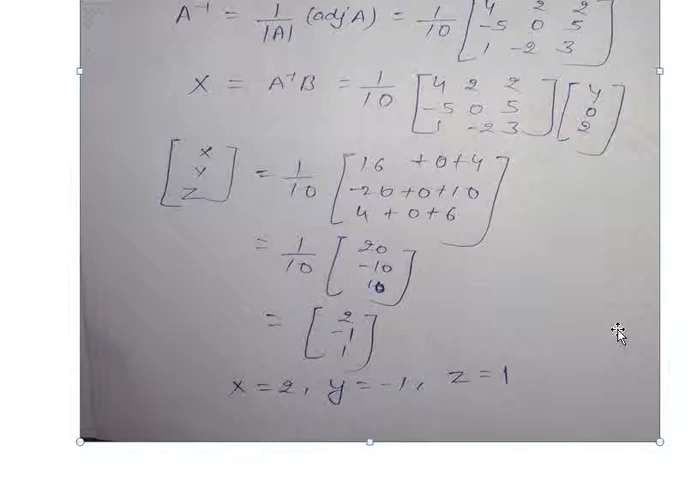 A⁻¹ = 1/|A| (adj A) = 1/10 [4 2 2
-5 0 5
1 -2 3]
X = A⁻¹B = 1/10 [4 2 2
-5 0 5
1 -2 3] [4
0
2]
[x
y
z] = 1/10 [16 +0+4
-20+0+10
4 + 0 + 6]
= 1/10 [20
-10
10]
= [2
-1
1]
x = 2, y = -1, z = 1